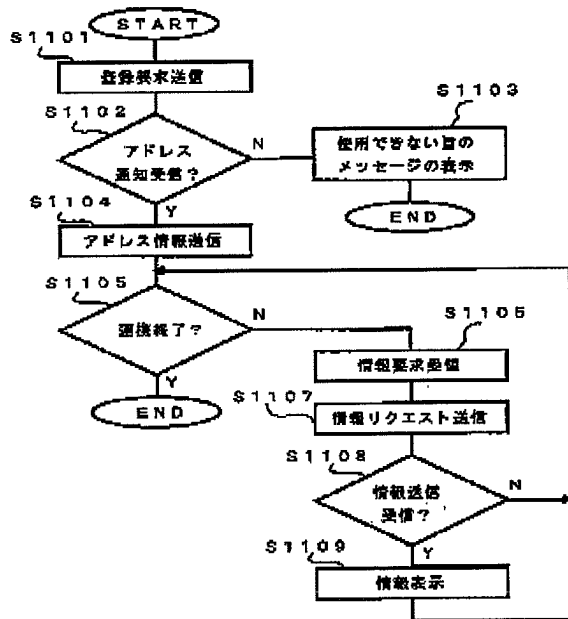 START
S1101
登録要求送信
S1102
アドレス
通知受信?
N
S1103
使用できない旨の
メッセージの表示
END
Y
S1104
アドレス情報送信
S1105
連携終了?
N
Y
END
S1106
情報要求受信
S1107
情報リクエスト送信
S1108
情報送信
受信?
N
Y
S1109
情報表示